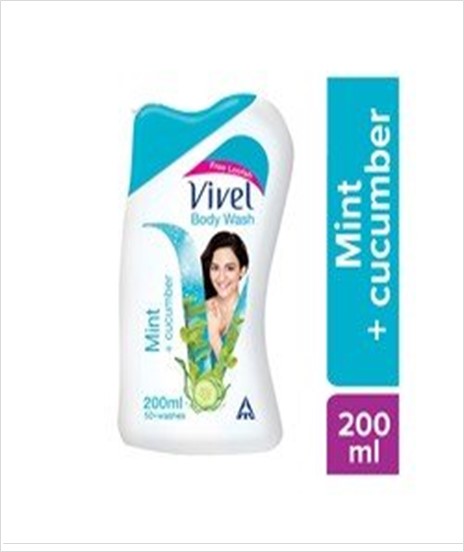 Free Loofah
Vivel
Body Wash
Mint
+ cucumber
200ml
50+washes
Mint
+ cucumber
200
ml